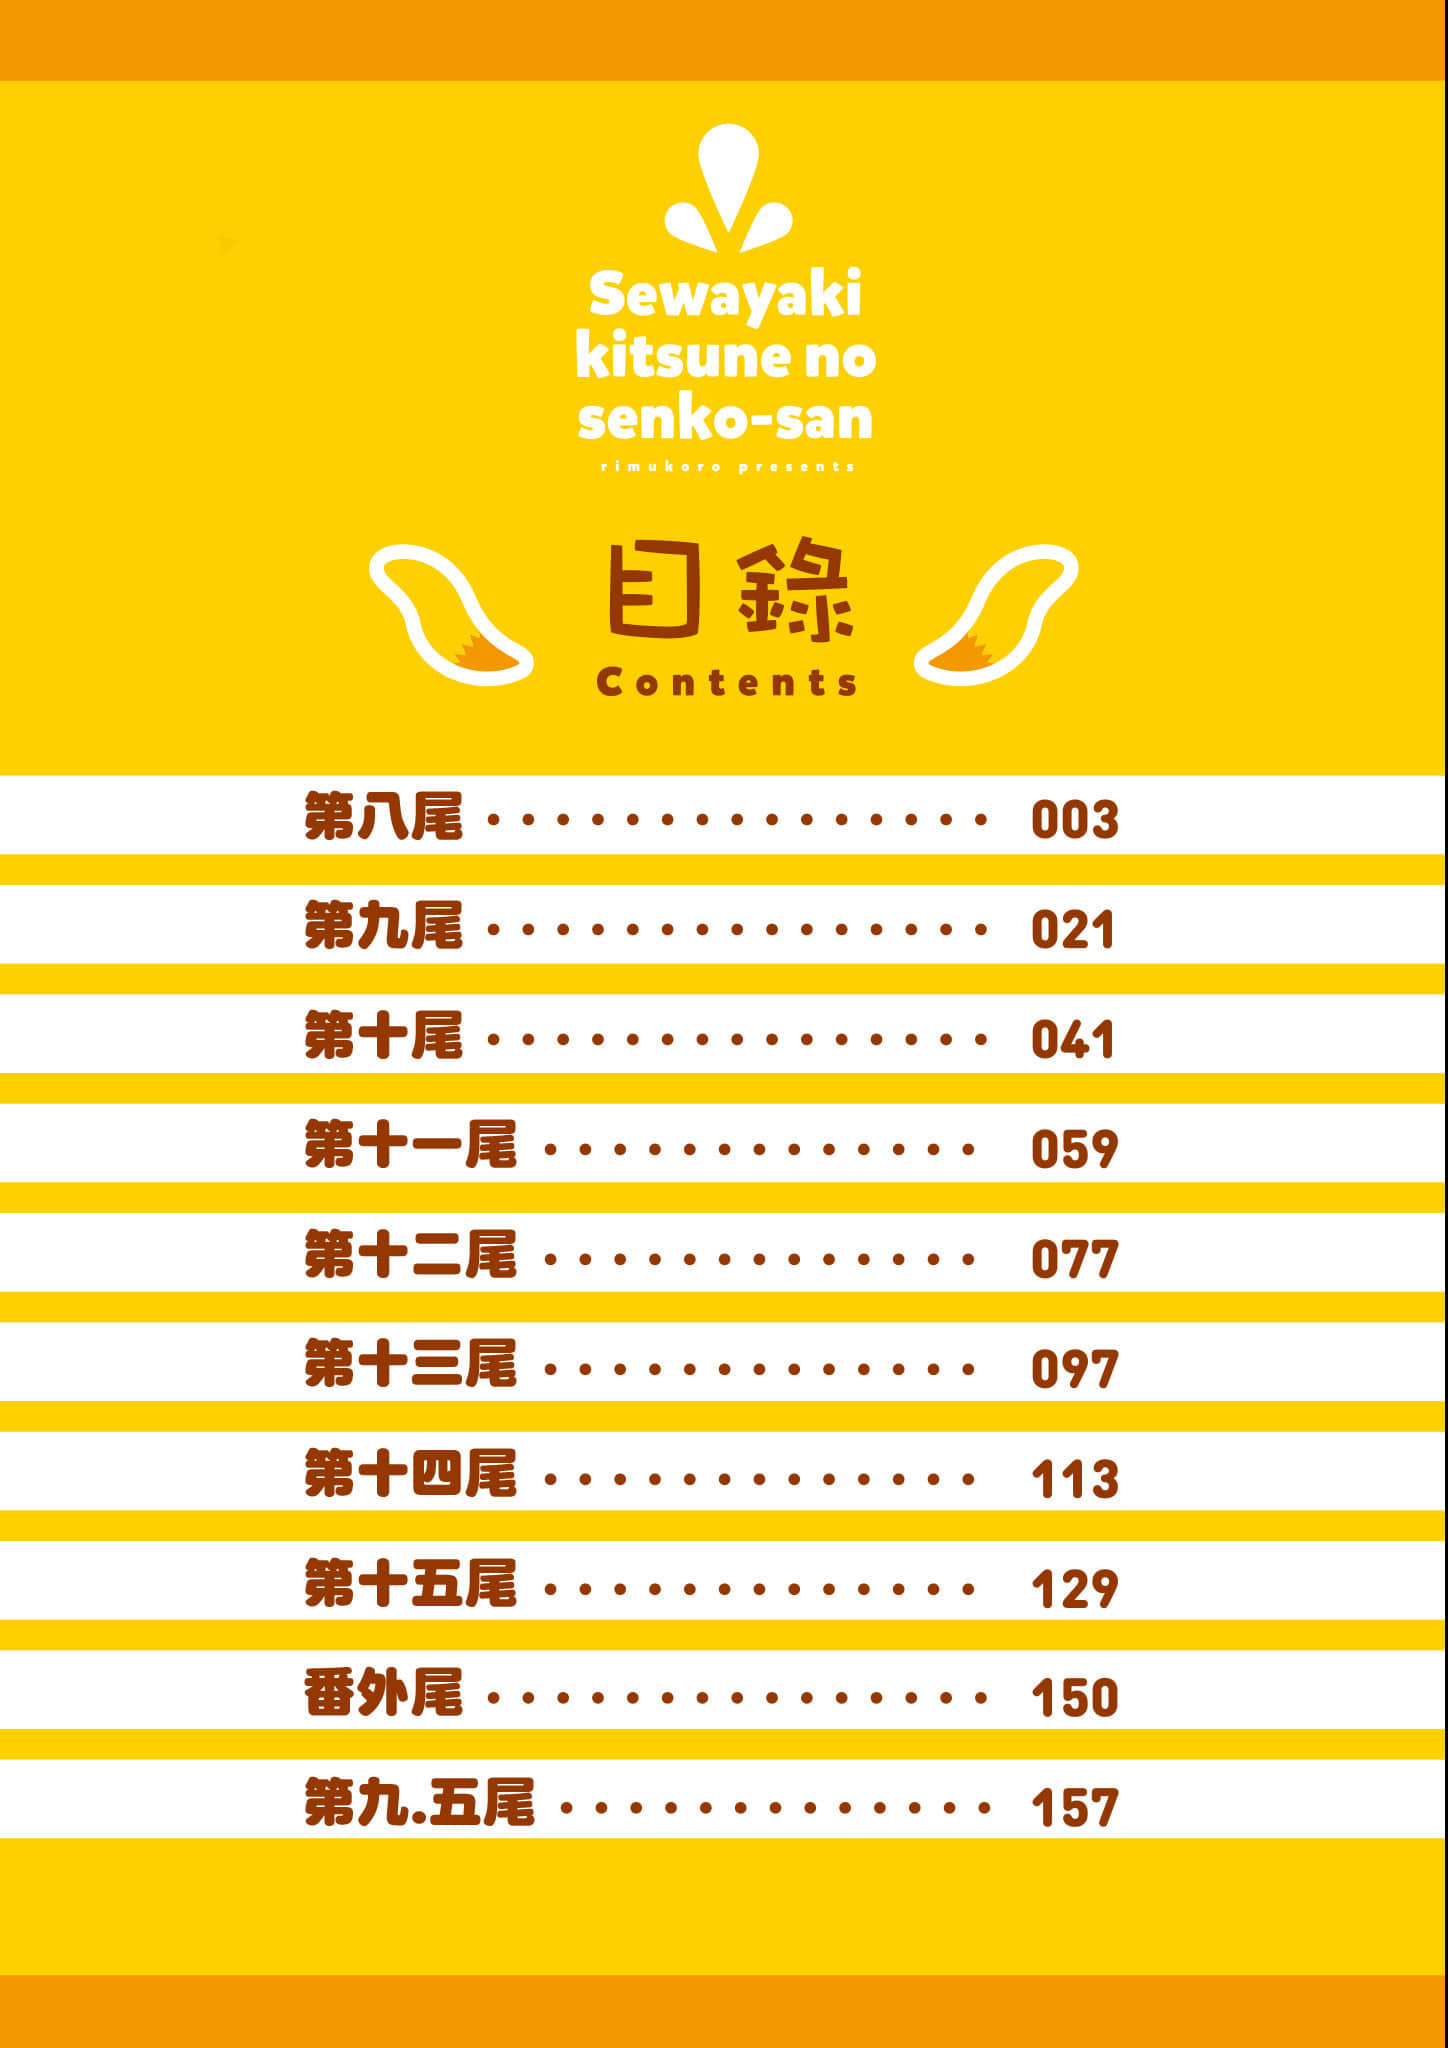 Sewayaki
kitsune no
senko-san
rimukoro presents
目錄
Contents
第八尾 ・・・・・・・・・・・・・・・ 003
第九尾 ・・・・・・・・・・・・・・・ 021
第十尾 ・・・・・・・・・・・・・・・ 041
第十一尾 ・・・・・・・・・・・・・ 059
第十二尾 ・・・・・・・・・・・・・ 077
第十三尾 ・・・・・・・・・・・・・ 097
第十四尾 ・・・・・・・・・・・・・ 113
第十五尾 ・・・・・・・・・・・・・ 129
番外尾 ・・・・・・・・・・・・・・・ 150
第九.五尾 ・・・・・・・・・・・・・ 157